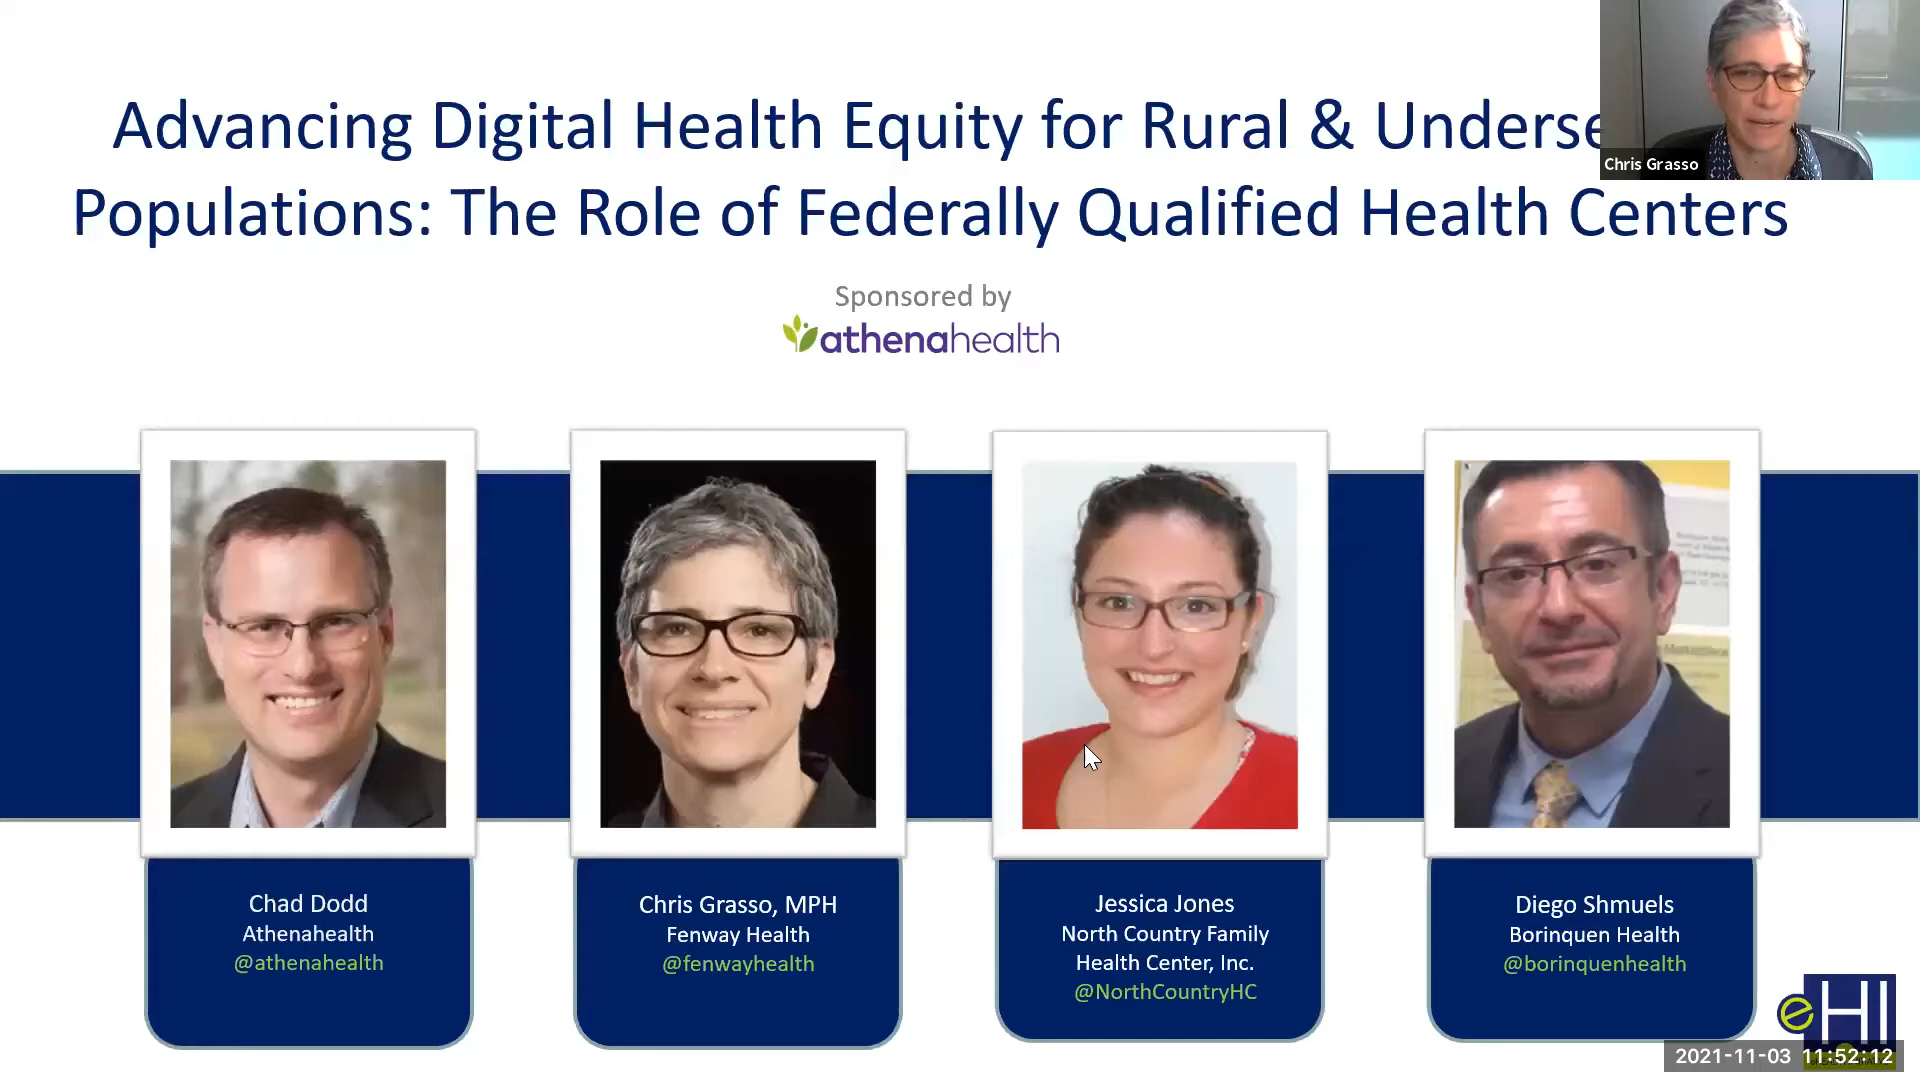 Advancing Digital Health Equity for Rural & Underse
Chris Grasso
Populations: The Role of Federally Qualified Health Centers
Sponsored by
athenahealth
Chad Dodd
Athenahealth
@athenahealth
Chris Grasso, MPH
Fenway Health
@fenwayhealth
Jessica Jones
North Country Family
Health Center, Inc.
@NorthCountryHC
Diego Shmuels
Borinquen Health
@borinquenhealth
eHI
2021-11-03 11:52:12